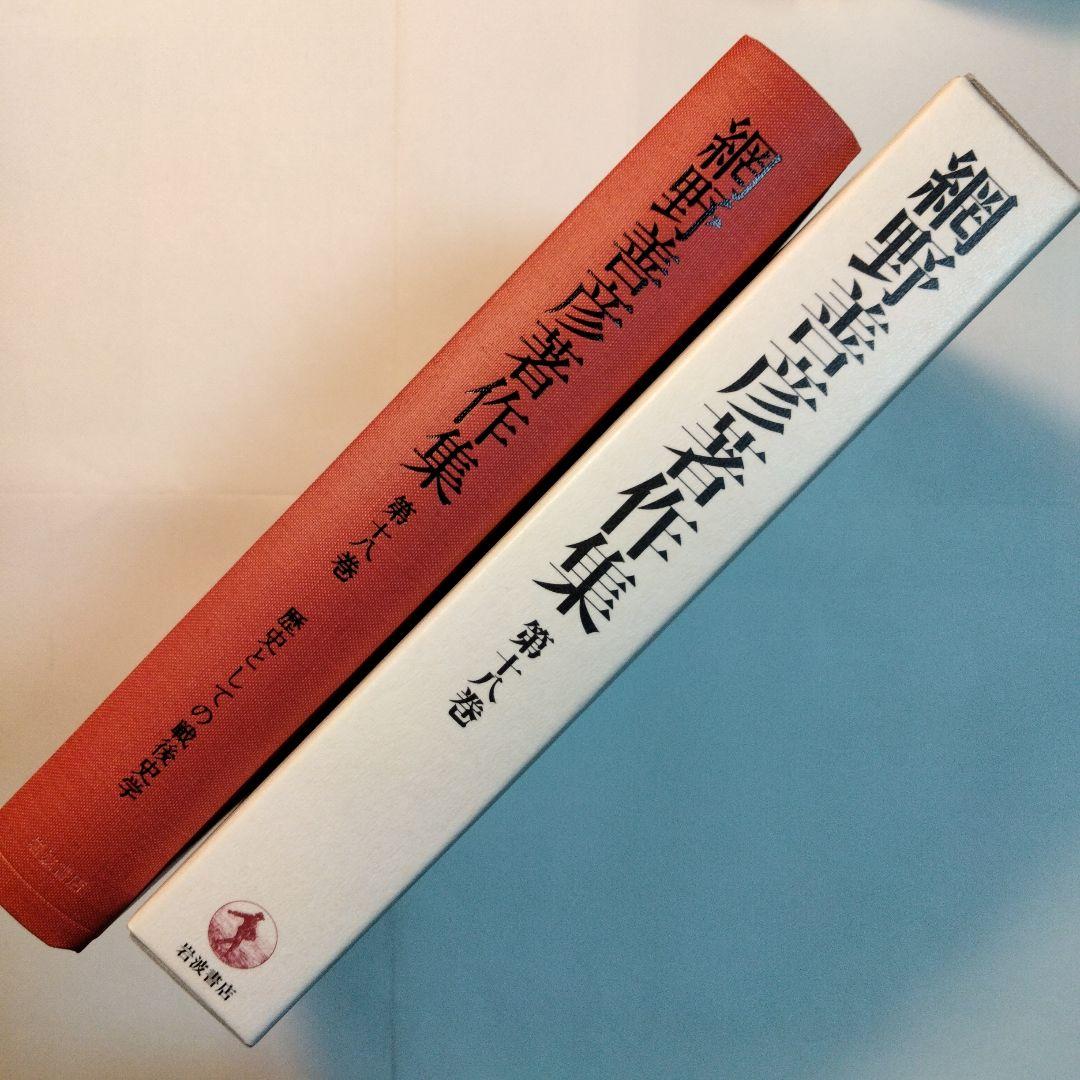 網野善彦著作集
第十八巻
歴史としての戦後史学
岩波書店
網野善彦著作集
第十八巻
岩波書店